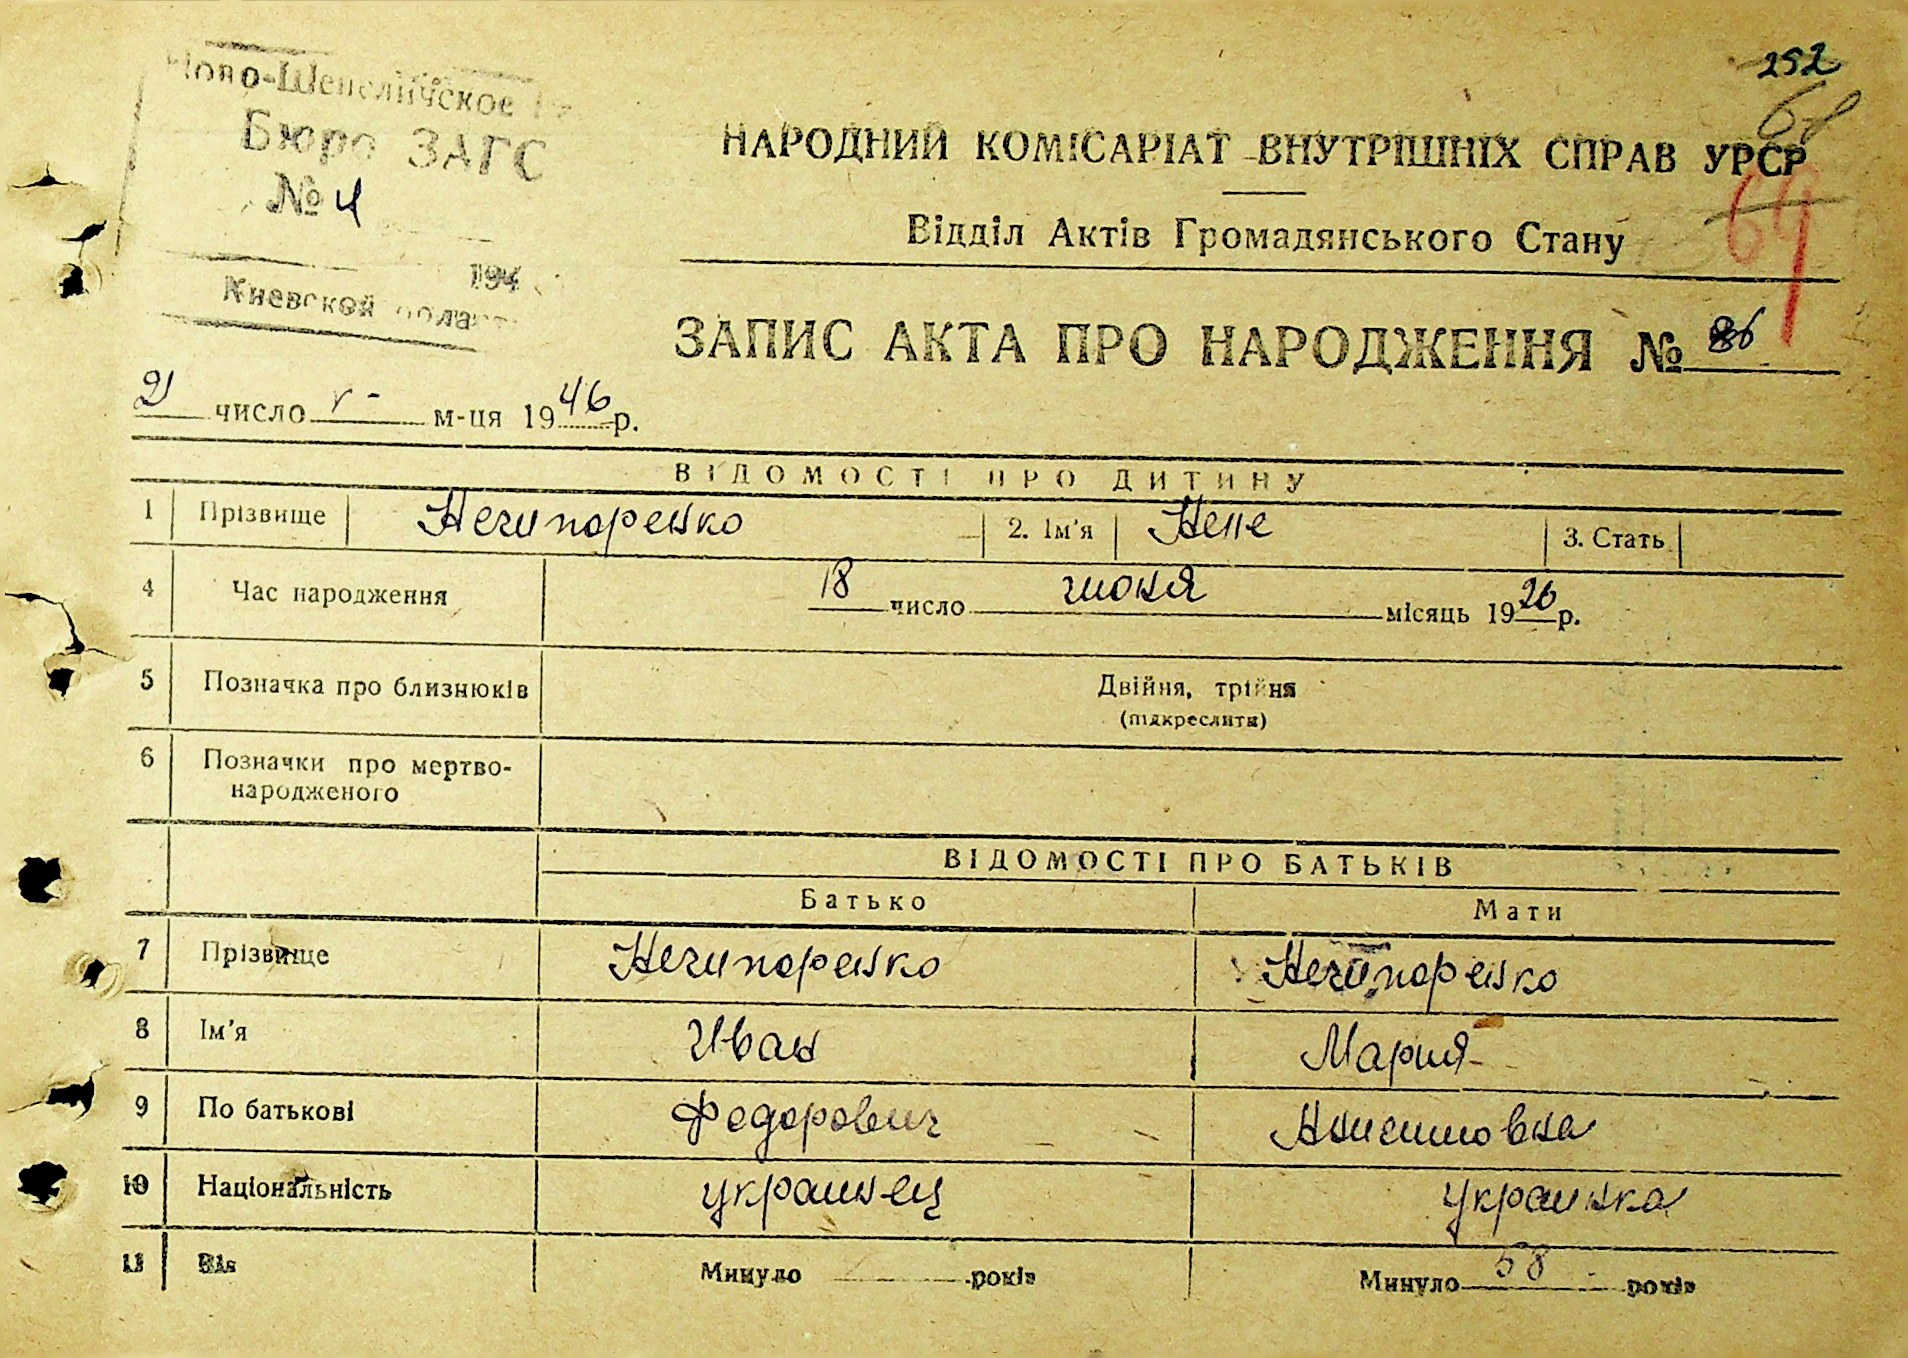 252
68
Ново-Шепеличское
Бюро ЗАГС
№ 4
194
Киевской област
НАРОДНИЙ КОМІСАРІАТ ВНУТРІШНІХ СПРАВ УРСР
69
Відділ Актів Громадянського Стану
ЗАПИС АКТА ПРО НАРОДЖЕННЯ № 86
21 число V - м-ця 1946 р.
ВІДОМОСТІ ПРО ДИТИНУ
1 Прізвище Нечипоренко 2. Ім'я 3. Стать
4 Час народження 18 число июня місяць 1926 р.
5 Позначка про близнюків Двійня, трійня
(підкреслити)
6 Позначки про мертво-
народженого
ВІДОМОСТІ ПРО БАТЬКІВ
Батько Мати
7 Прізвище Нечипоренко Нечипоренко
8 Ім'я Иван Мария
9 По батькові Федорович
10 Національність украинец украинка
11 Вік Минуло років Минуло 58 років